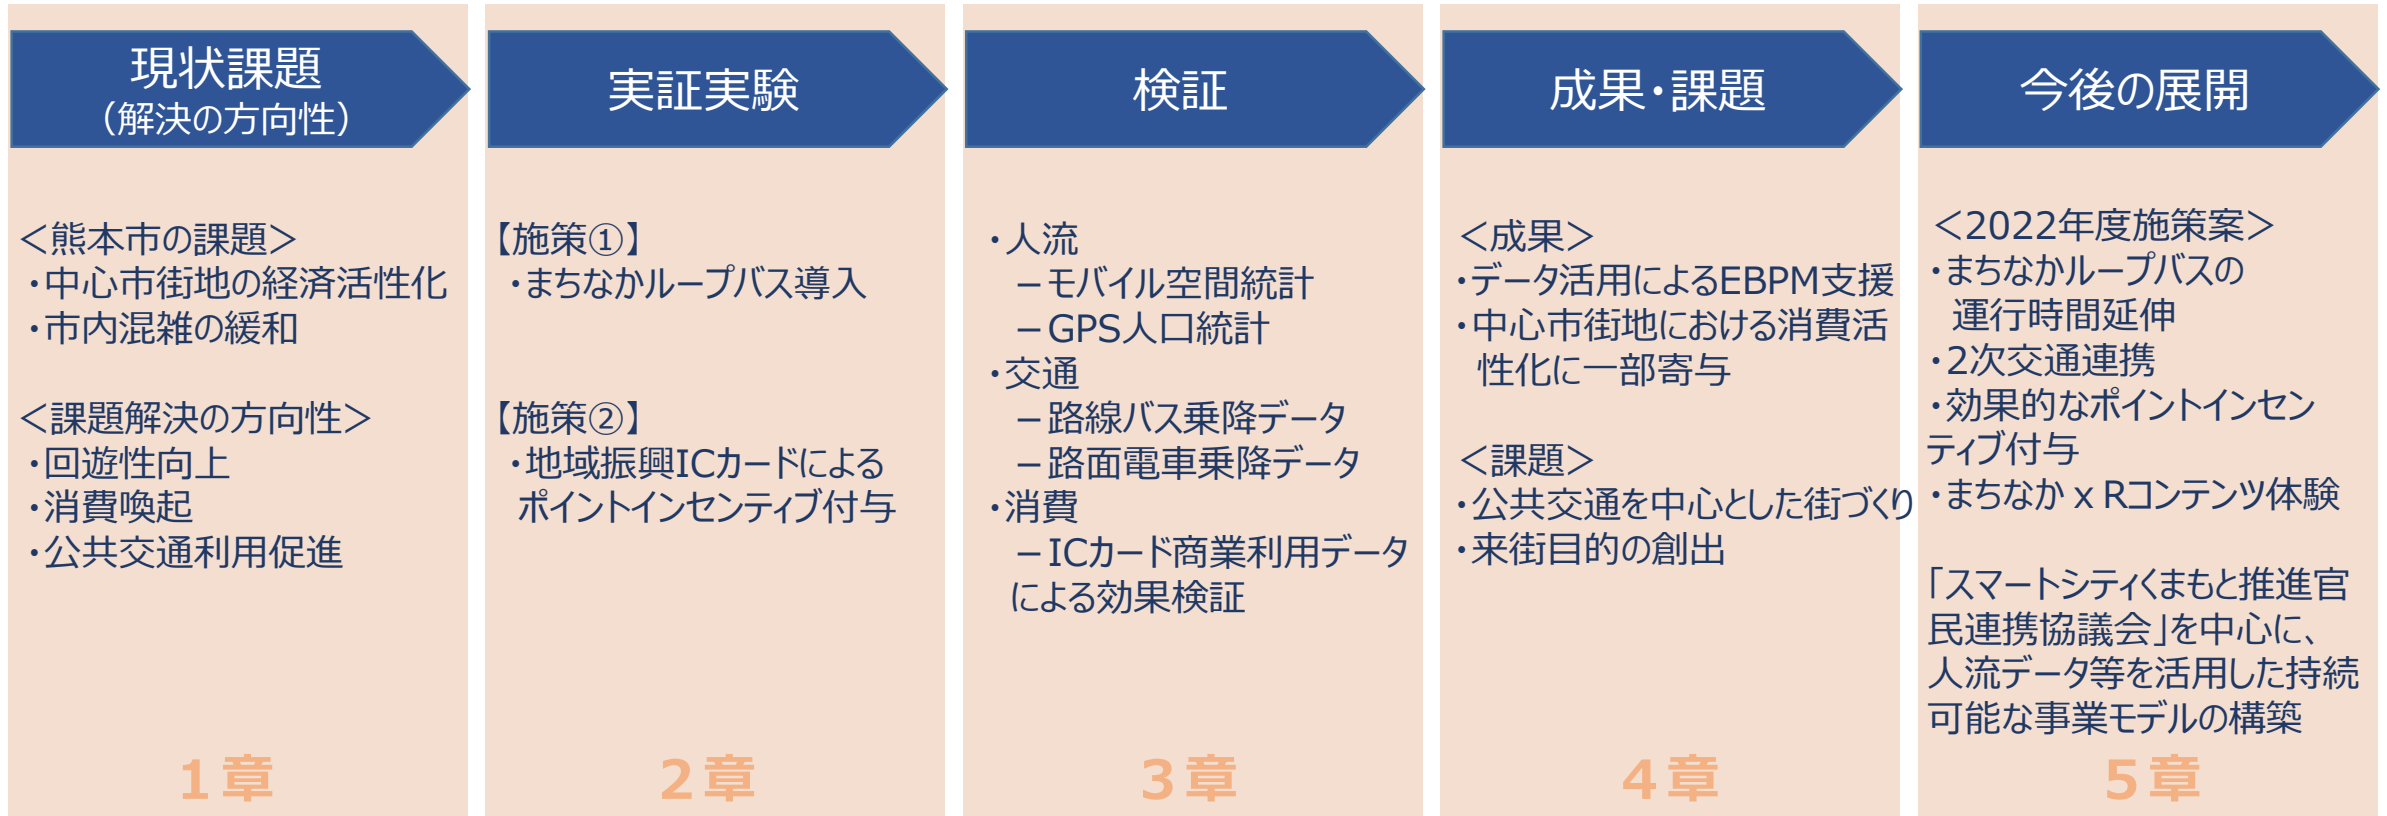 現状課題
（解決の方向性）
＜熊本市の課題＞
・中心市街地の経済活性化
・市内混雑の緩和
＜課題解決の方向性＞
・回遊性向上
・消費喚起
・公共交通利用促進
1章
実証実験
【施策①】
・まちなかループバス導入
【施策②】
・地域振興ICカードによる
ポイントインセンティブ付与
2章
検証
・人流
－モバイル空間統計
－GPS人口統計
・交通
－路線バス乗降データ
－路面電車乗降データ
・消費
－ICカード商業利用データ
による効果検証
3章
成果・課題
＜成果＞
・データ活用によるEBPM支援
・中心市街地における消費活
性化に一部寄与
＜課題＞
・公共交通を中心とした街づくり
・来街目的の創出
4章
今後の展開
＜2022年度施策案＞
・まちなかループバスの
運行時間延伸
・2次交通連携
・効果的なポイントインセン
ティブ付与
・まちなか x Rコンテンツ体験
「スマートシティくまもと推進官
民連携協議会」を中心に、
人流データ等を活用した持続
可能な事業モデルの構築
5章